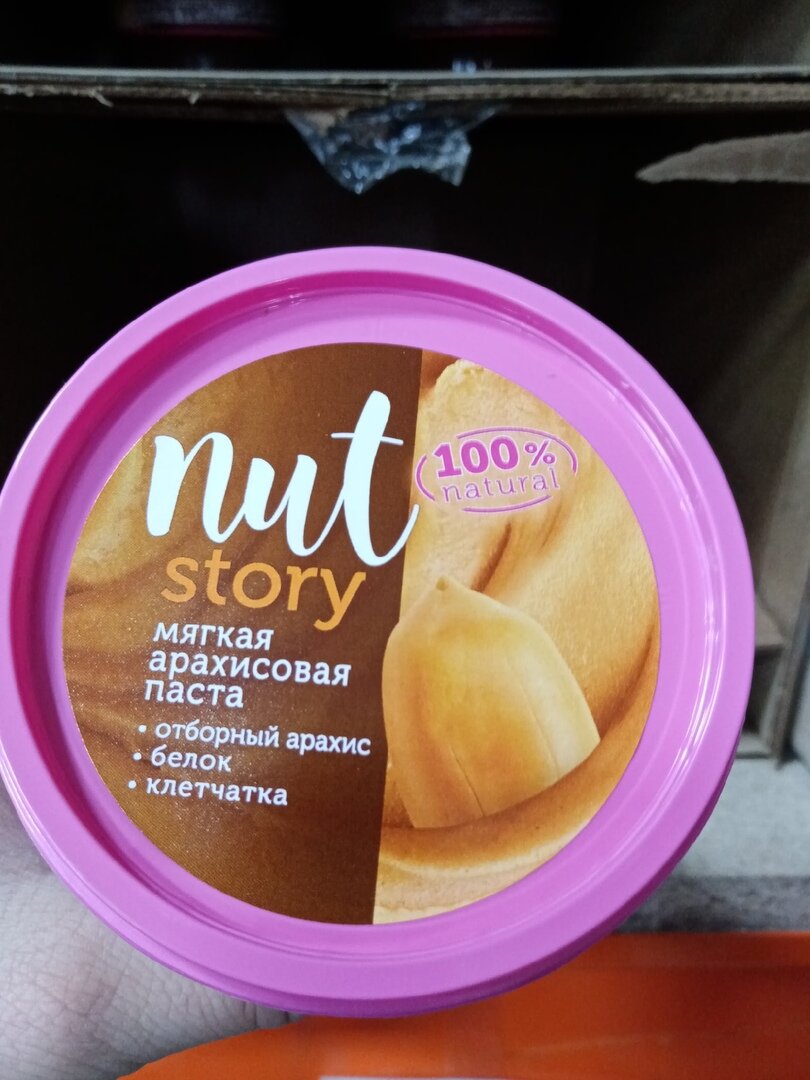 nut
story
100%
natural
мягкая
арахисовая
паста
• отборный арахис
• белок
• клетчатка